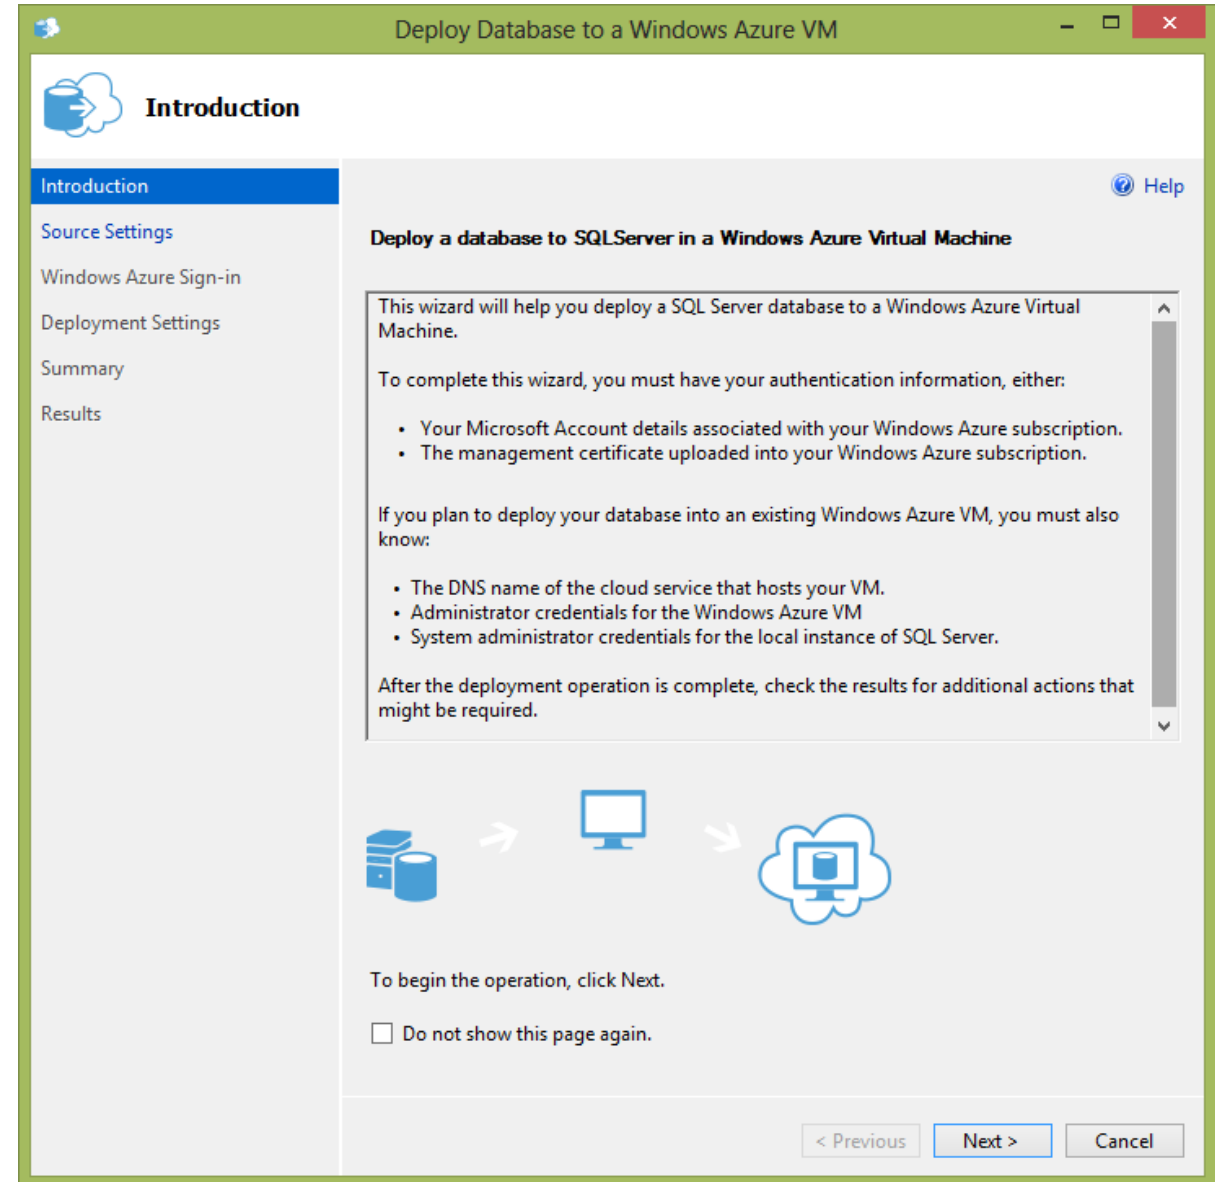 Deploy Database to a Windows Azure VM
Introduction
Introduction
Source Settings
Windows Azure Sign-in
Deployment Settings
Summary
Results
Help
Deploy a database to SQLServer in a Windows Azure Virtual Machine
This wizard will help you deploy a SQL Server database to a Windows Azure Virtual
Machine.
To complete this wizard, you must have your authentication information, either:
• Your Microsoft Account details associated with your Windows Azure subscription.
• The management certificate uploaded into your Windows Azure subscription.
If you plan to deploy your database into an existing Windows Azure VM, you must also
know:
• The DNS name of the cloud service that hosts your VM.
• Administrator credentials for the Windows Azure VM
• System administrator credentials for the local instance of SQL Server.
After the deployment operation is complete, check the results for additional actions that
might be required.
To begin the operation, click Next.
Do not show this page again.
< Previous
Next >
Cancel